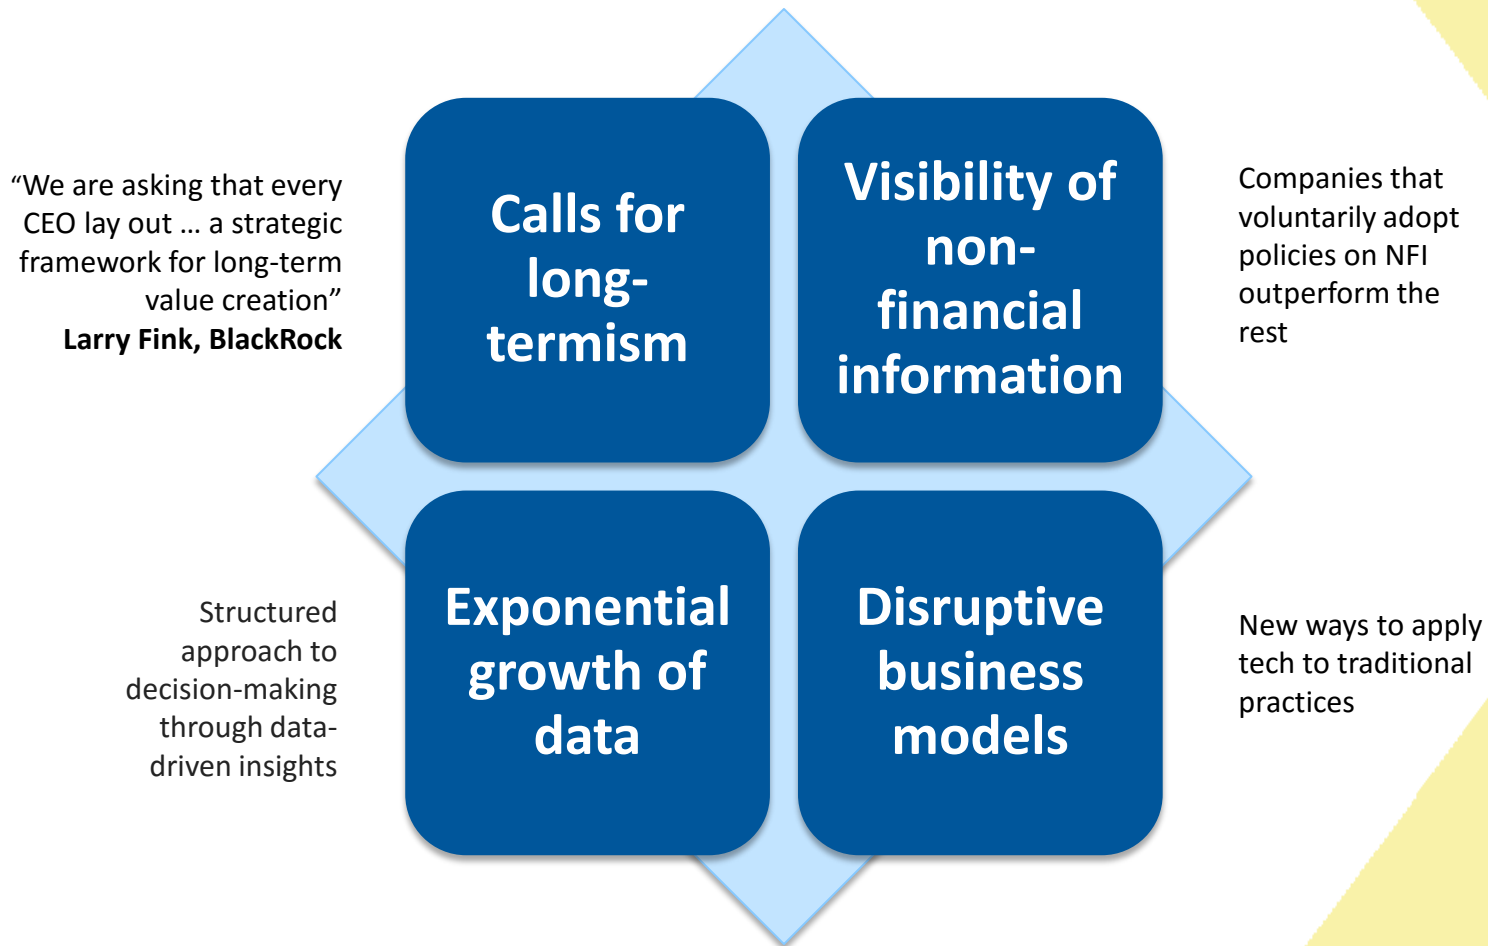 “We are asking that every
CEO lay out ... a strategic
framework for long-term
value creation”
Larry Fink, BlackRock
Calls for
long-
termism
Visibility of
non-
financial
information
Companies that
voluntarily adopt
policies on NFI
outperform the
rest
Structured
approach to
decision-making
through data-
driven insights
Exponential
growth of
data
Disruptive
business
models
New ways to apply
tech to traditional
practices